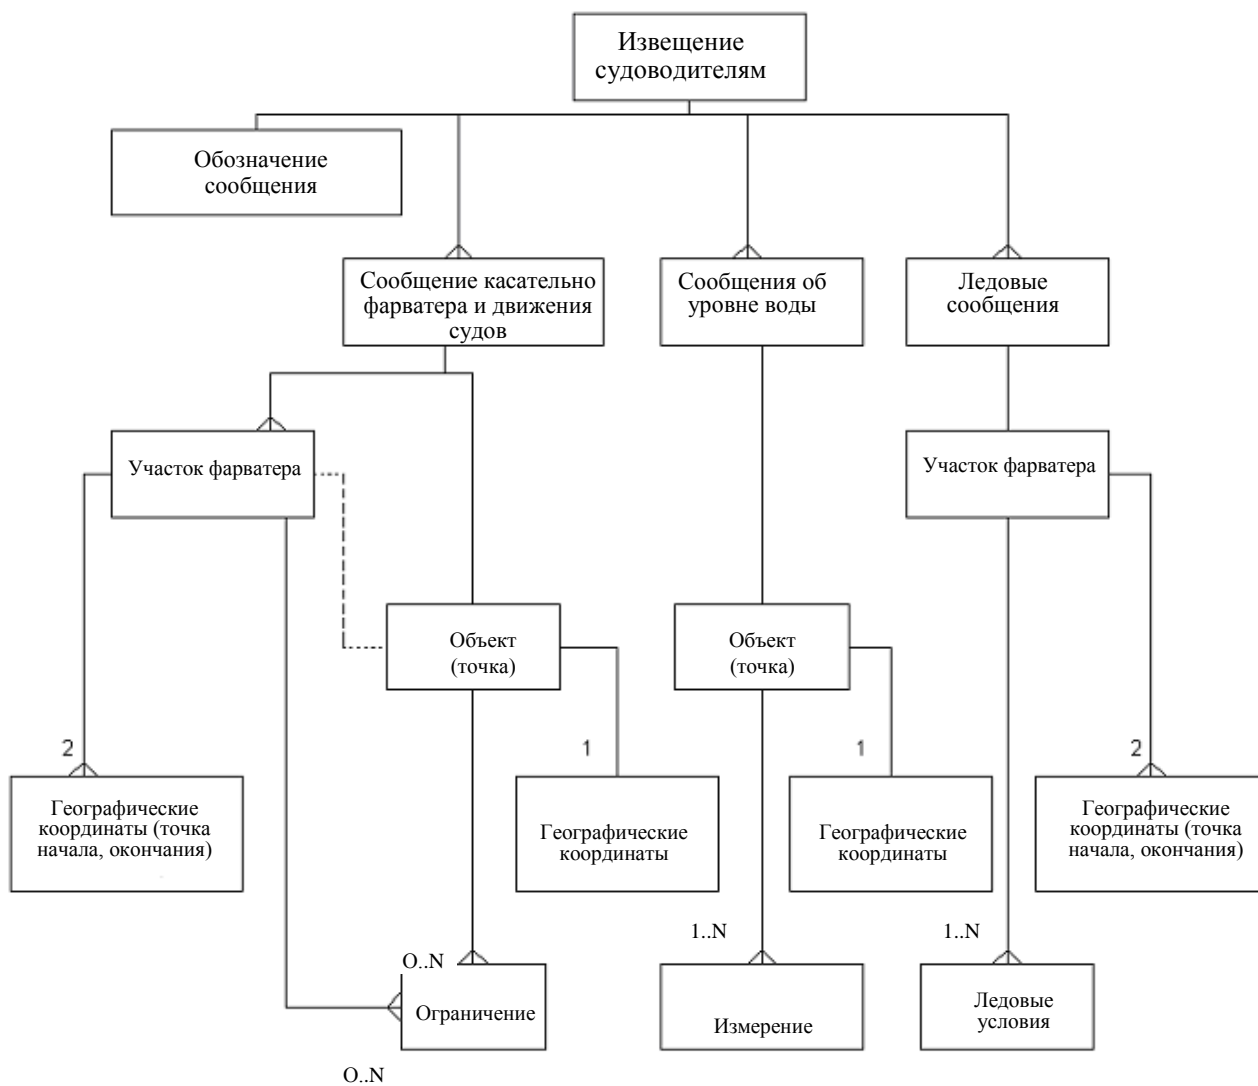 Извещение
судоводителям
Обозначение
сообщения
Сообщение касательно
фарватера и движения
судов
Сообщения об
уровне воды
Ледовые
сообщения
Участок фарватера
Участок фарватера
Объект
(точка)
Объект
(точка)
2
1
1
2
Географические
координаты (точка
начала, окончания)
Географические
координаты
Географические
координаты
Географические
координаты (точка
начала, окончания)
O..N
1..N
1..N
Ограничение
Измерение
Ледовые
условия
O..N